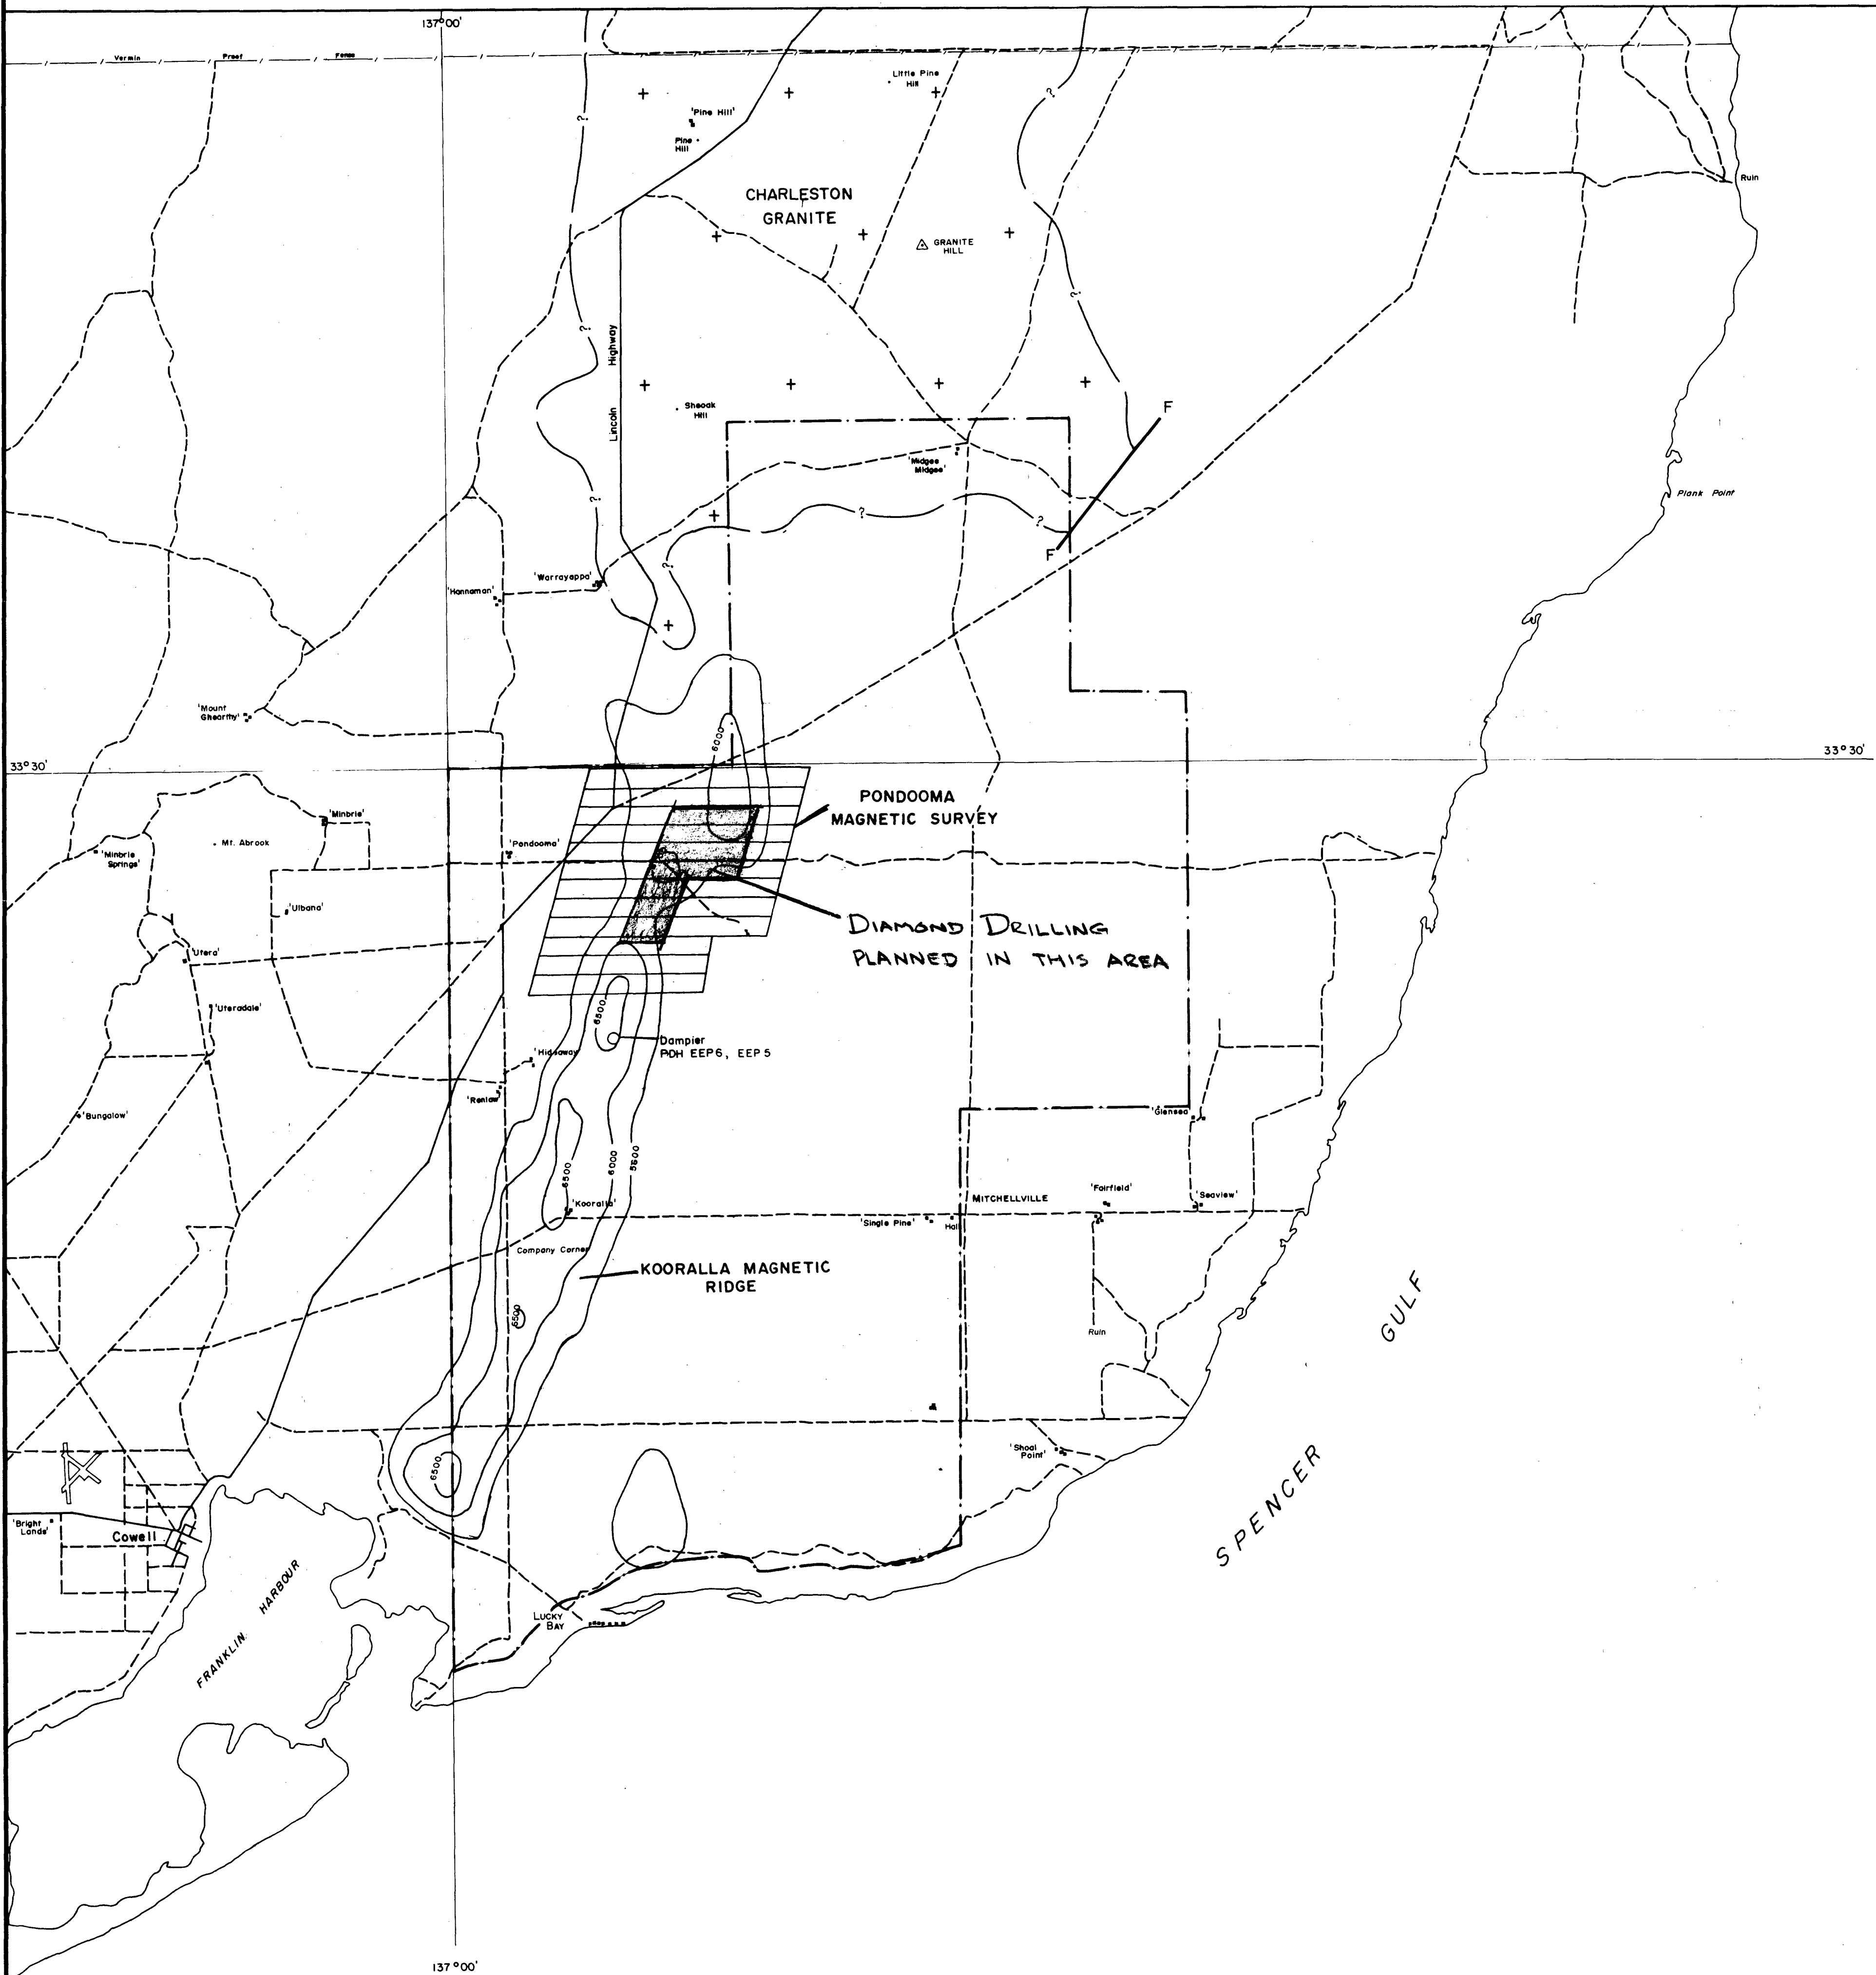 137°00'
Vermin Proof Fence
Little Pine
Hill
'Pine Hill'
Pine
Hill
?
?
Ruin
CHARLESTON
GRANITE
GRANITE
HILL
?
?
Lincoln Highway
Sheoak
Hill
F
'Midgee
Midgee'
Plank Point
?
?
?
F
?
'Warrayappa'
'Hannaman'
'Mount
Ghearthy'
6000
33°30'
33°30'
PONDOOMA
MAGNETIC SURVEY
'Minbrie'
Mt. Abrook
'Minbrie
Springs'
'Pondooma'
'Ulbana'
DIAMOND DRILLING
PLANNED IN THIS AREA
'Utera'
'Uteradale'
6500
Dampier
PDH EEP6, EEP5
'Hideaway'
'Renlaw'
'Bungalow'
'Glensea'
6500
6000
5500
'Kooralla'
MITCHELLVILLE
'Fairfield'
'Seaview'
'Single Pine'
Hall
Company Corner
KOORALLA MAGNETIC
RIDGE
6500
Ruin
SPENCER GULF
'Shoal
Point'
6500
'Bright
Lands'
Cowell
FRANKLIN HARBOUR
LUCKY
BAY
137°00'